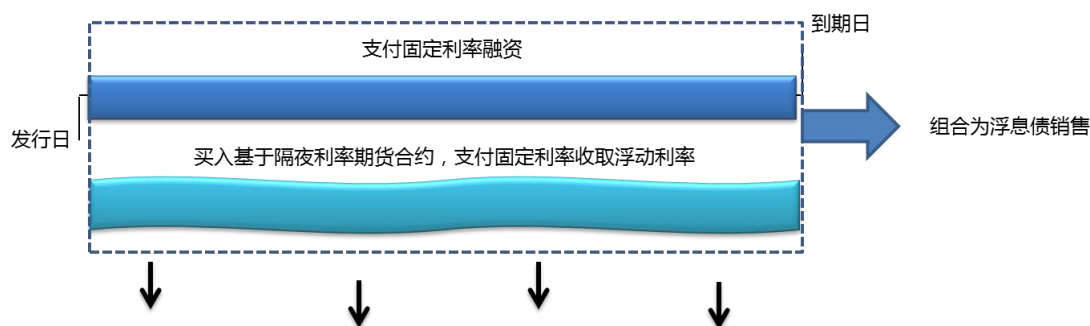 到期日
支付固定利率融资
发行日
组合为浮息债销售
买入基于隔夜利率期货合约，支付固定利率收取浮动利率